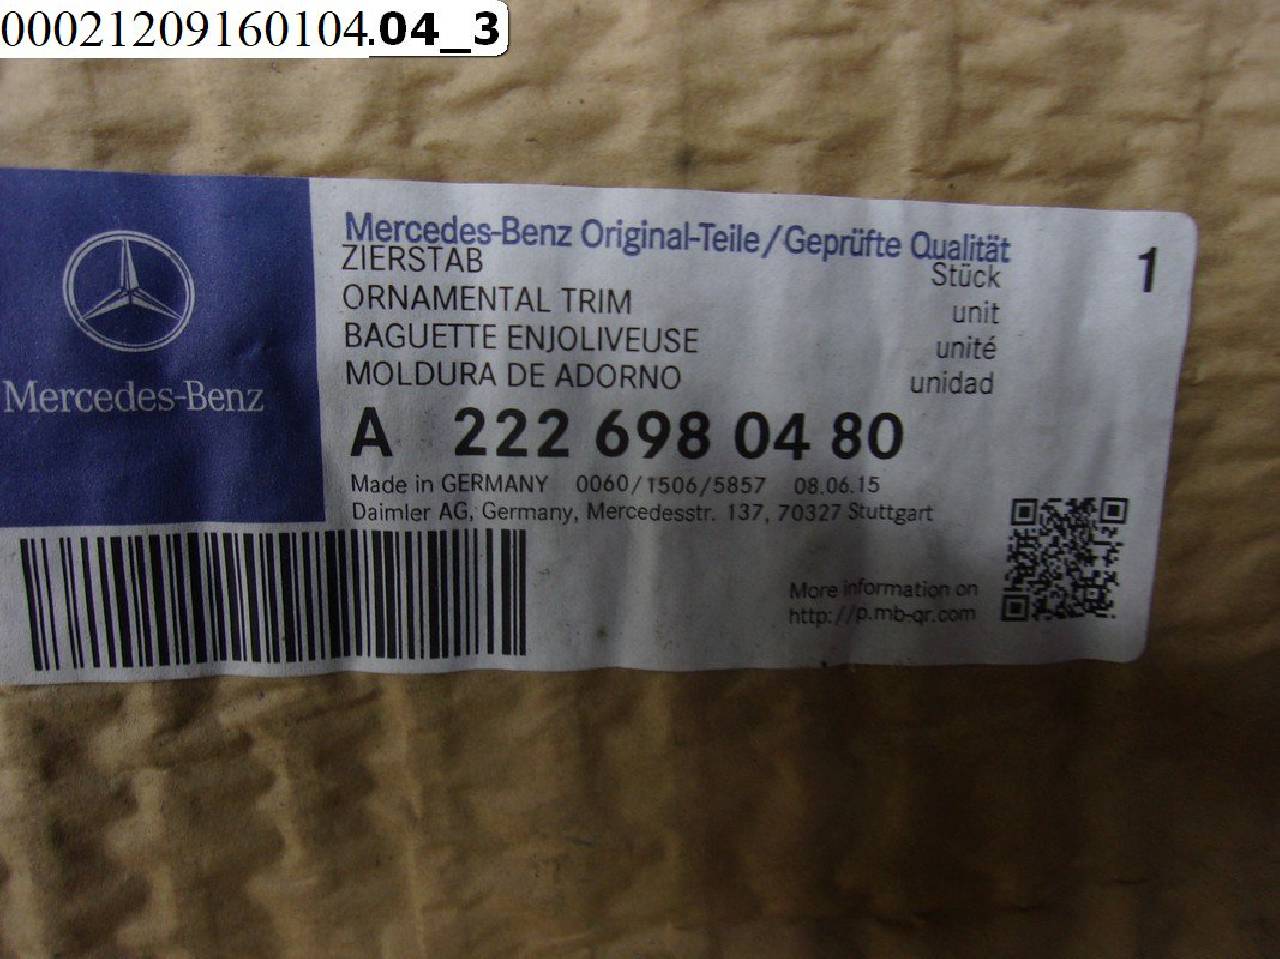 00021209160104.04_3
Mercedes-Benz Original-Teile/Geprüfte Qualität
ZIERSTAB Stück 1
ORNAMENTAL TRIM unit
BAGUETTE ENJOLIVEUSE unité
MOLDURA DE ADORNO unidad
Mercedes-Benz
A 222 698 04 80
Made in GERMANY 0060/1506/5857 08.06.15
Daimler AG, Germany, Mercedesstr. 137, 70327 Stuttgart
More information on
http://p.mb-qr.com